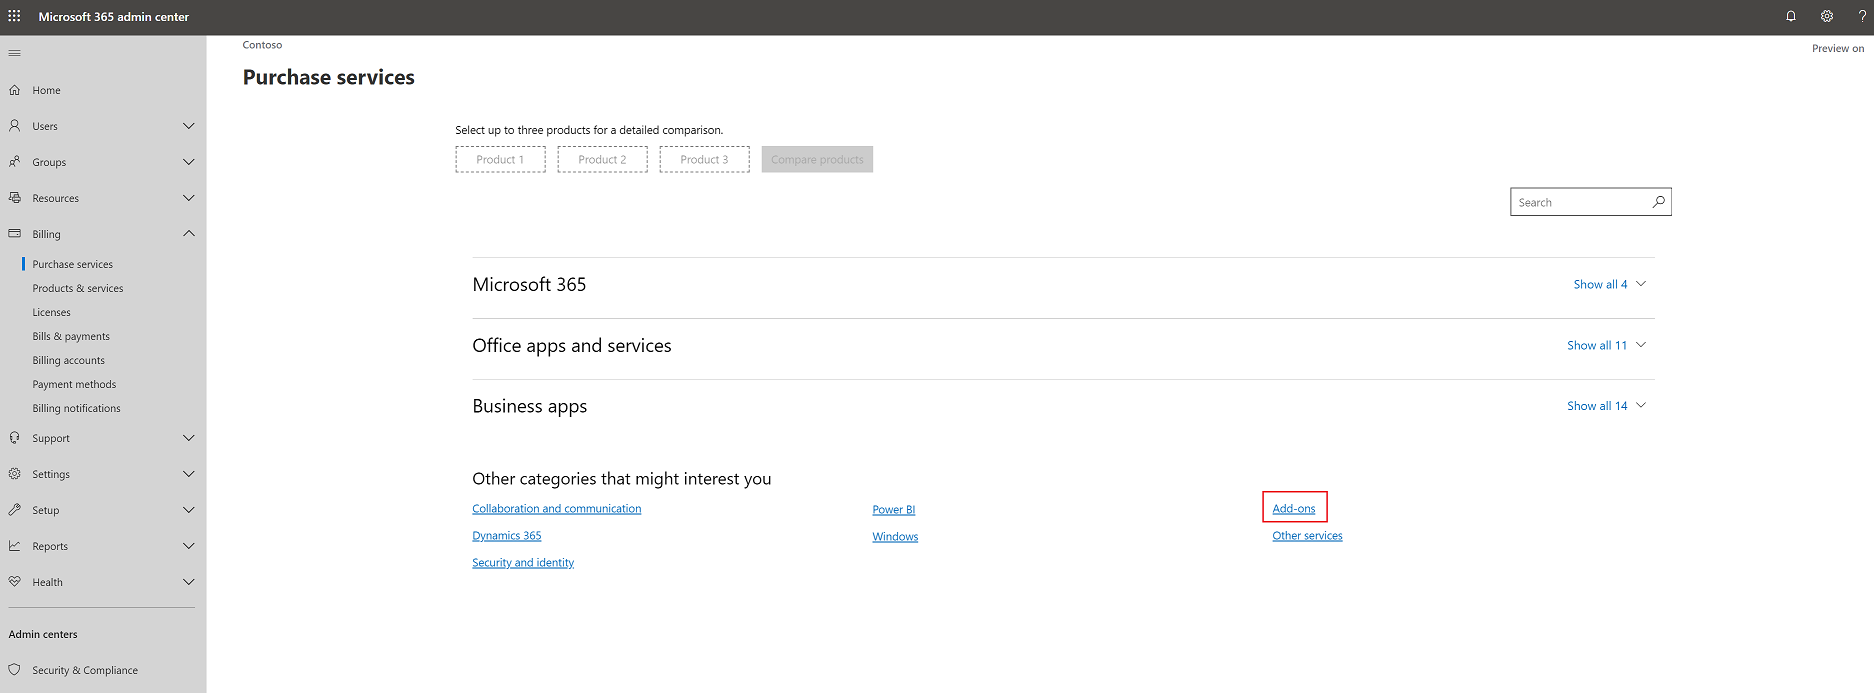 Microsoft 365 admin center
?
Contoso
Preview on
Purchase services
Home
Users
Groups
Resources
Billing
Purchase services
Products & services
Licenses
Bills & payments
Billing accounts
Payment methods
Billing notifications
Support
Settings
Setup
Reports
Health
Admin centers
Security & Compliance
Select up to three products for a detailed comparison.
Product 1 Product 2 Product 3 Compare products
Search
Microsoft 365 Show all 4
Office apps and services Show all 11
Business apps Show all 14
Other categories that might interest you
Collaboration and communication Power BI Add-ons
Dynamics 365 Windows Other services
Security and identity